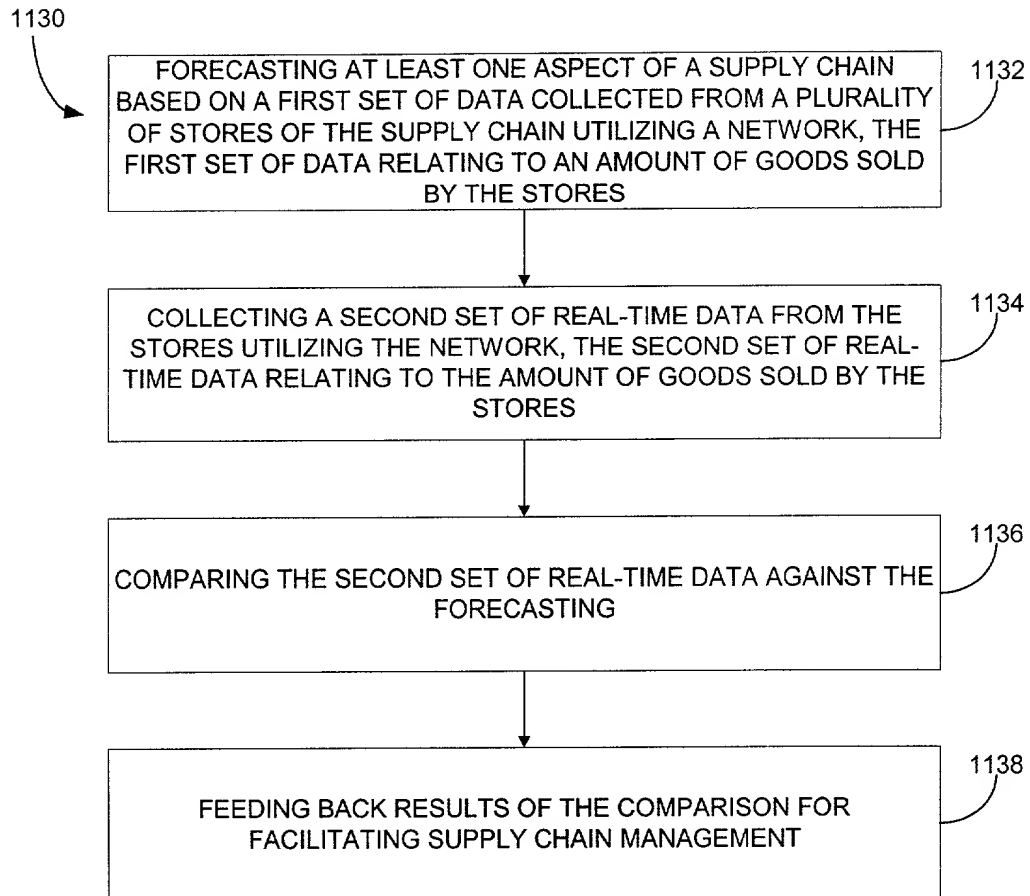 1130
FORECASTING AT LEAST ONE ASPECT OF A SUPPLY CHAIN
BASED ON A FIRST SET OF DATA COLLECTED FROM A PLURALITY
OF STORES OF THE SUPPLY CHAIN UTILIZING A NETWORK, THE
FIRST SET OF DATA RELATING TO AN AMOUNT OF GOODS SOLD
BY THE STORES
1132
COLLECTING A SECOND SET OF REAL-TIME DATA FROM THE
STORES UTILIZING THE NETWORK, THE SECOND SET OF REAL-
TIME DATA RELATING TO THE AMOUNT OF GOODS SOLD BY THE
STORES
1134
COMPARING THE SECOND SET OF REAL-TIME DATA AGAINST THE
FORECASTING
1136
FEEDING BACK RESULTS OF THE COMPARISON FOR
FACILITATING SUPPLY CHAIN MANAGEMENT
1138